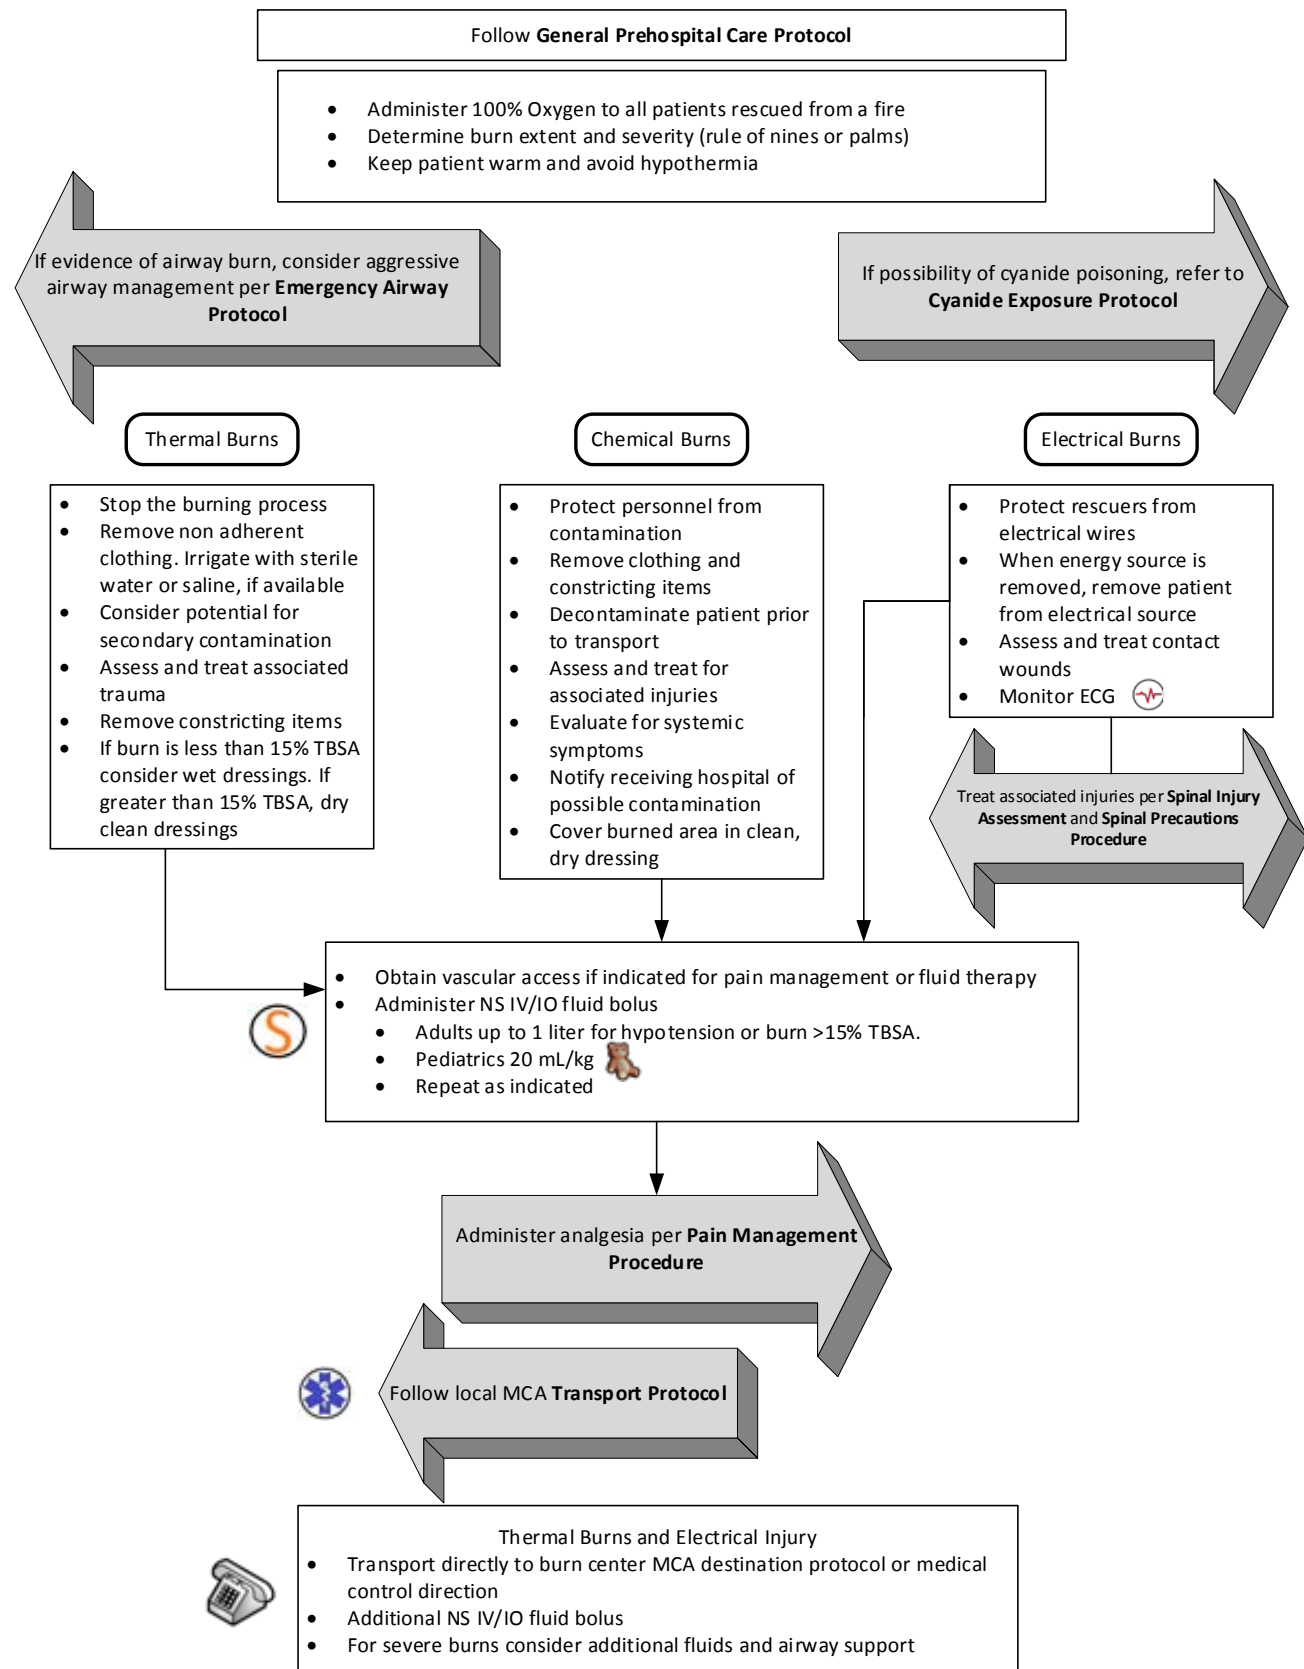 Follow General Prehospital Care Protocol
• Administer 100% Oxygen to all patients rescued from a fire
• Determine burn extent and severity (rule of nines or palms)
• Keep patient warm and avoid hypothermia
If evidence of airway burn, consider aggressive
airway management per Emergency Airway
Protocol
If possibility of cyanide poisoning, refer to
Cyanide Exposure Protocol
Thermal Burns
• Stop the burning process
• Remove non adherent
clothing. Irrigate with sterile
water or saline, if available
• Consider potential for
secondary contamination
• Assess and treat associated
trauma
• Remove constricting items
• If burn is less than 15% TBSA
consider wet dressings. If
greater than 15% TBSA, dry
clean dressings
Chemical Burns
• Protect personnel from
contamination
• Remove clothing and
constricting items
• Decontaminate patient prior
to transport
• Assess and treat for
associated injuries
• Evaluate for systemic
symptoms
• Notify receiving hospital of
possible contamination
• Cover burned area in clean,
dry dressing
Electrical Burns
• Protect rescuers from
electrical wires
• When energy source is
removed, remove patient
from electrical source
• Assess and treat contact
wounds
• Monitor ECG
Treat associated injuries per Spinal Injury
Assessment and Spinal Precautions
Procedure
S
• Obtain vascular access if indicated for pain management or fluid therapy
• Administer NS IV/IO fluid bolus
• Adults up to 1 liter for hypotension or burn >15% TBSA.
• Pediatrics 20 mL/kg
• Repeat as indicated
Administer analgesia per Pain Management
Procedure
Follow local MCA Transport Protocol
Thermal Burns and Electrical Injury
• Transport directly to burn center MCA destination protocol or medical
control direction
• Additional NS IV/IO fluid bolus
• For severe burns consider additional fluids and airway support